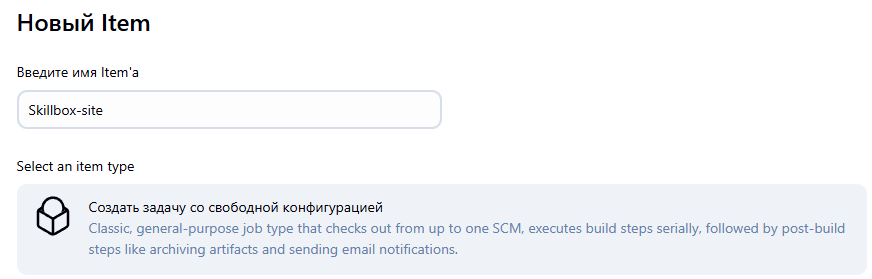 Новый Item
Введите имя Item'a
Skillbox-site
Select an item type
Создать задачу со свободной конфигурацией
Classic, general-purpose job type that checks out from up to one SCM, executes build steps serially, followed by post-build
steps like archiving artifacts and sending email notifications.